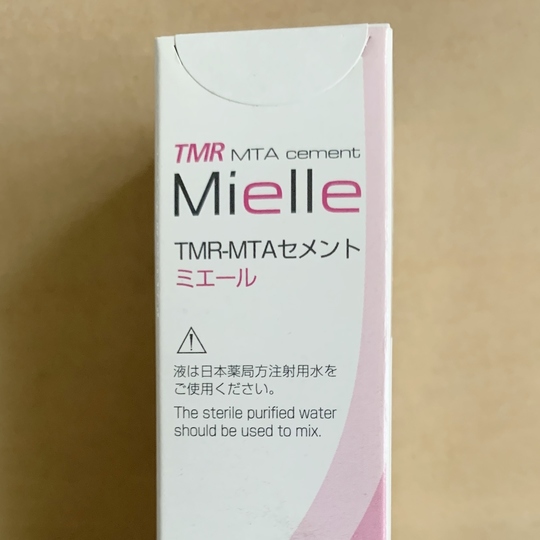 TMR MTA cement
Mielle
TMR-MTAセメント
ミエール
液は日本薬局方注射用水を
ご使用ください。
The sterile purified water
should be used to mix.